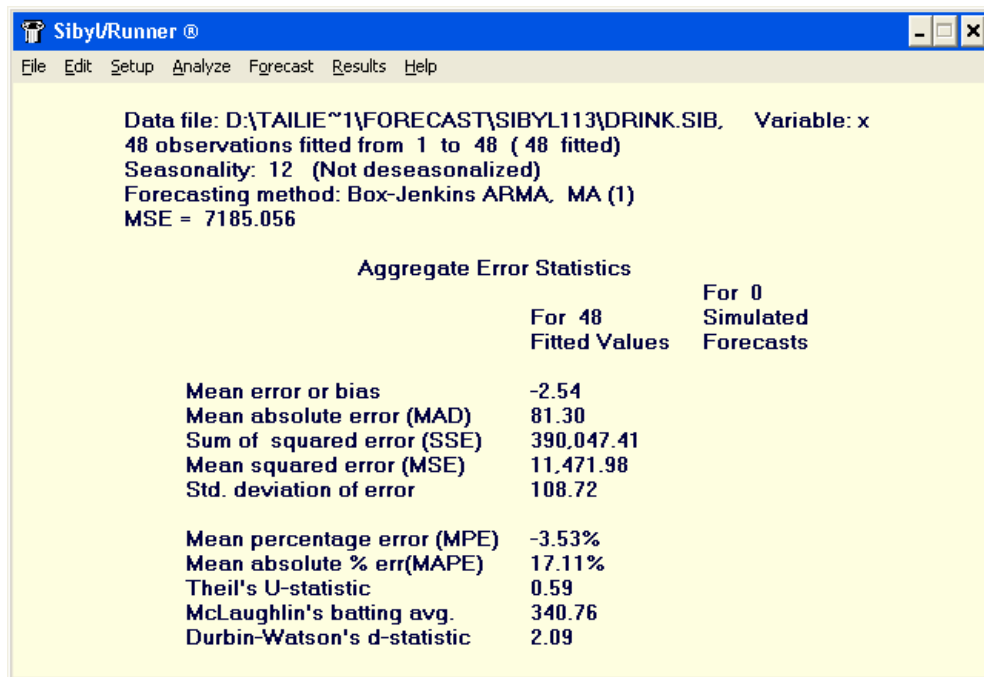 Sibyl/Runner ®
File Edit Setup Analyze Forecast Results Help
Data file: D:\TAILIE~1\FORECAST\SIBYL113\DRINK.SIB, Variable: x
48 observations fitted from 1 to 48 ( 48 fitted)
Seasonality: 12 (Not deseasonalized)
Forecasting method: Box-Jenkins ARMA, MA (1)
MSE = 7185.056
Aggregate Error Statistics
For 0
For 48 Simulated
Fitted Values Forecasts
Mean error or bias -2.54
Mean absolute error (MAD) 81.30
Sum of squared error (SSE) 390,047.41
Mean squared error (MSE) 11,471.98
Std. deviation of error 108.72
Mean percentage error (MPE) -3.53%
Mean absolute % err(MAPE) 17.11%
Theil's U-statistic 0.59
McLaughlin's batting avg. 340.76
Durbin-Watson's d-statistic 2.09